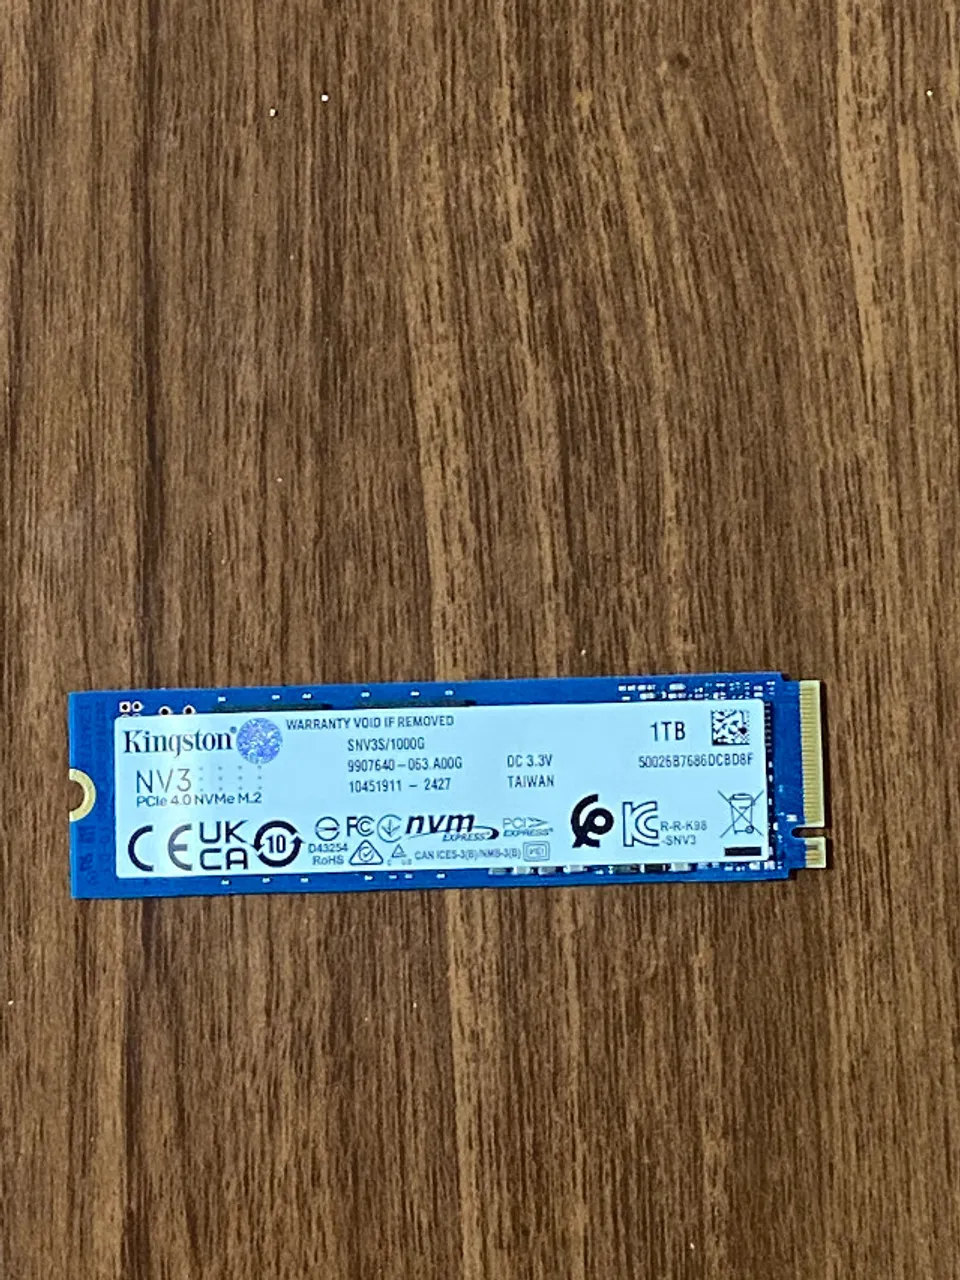 WARRANTY VOID IF REMOVED
Kingston
SNV3S/1000G
1TB
NV3
9907640-063.A00G
DC 3.3V
50026B7686DCBD8F
PCIe 4.0 NVMe M.2
10451911 - 2427
TAIWAN
CE
UK
CA
10
D43254
RoHS
FC
nvm
EXPRESS
PCI
EXPRESS®
CAN ICES-3(B)/NMB-3(B)
R-R-K98
-SNV3